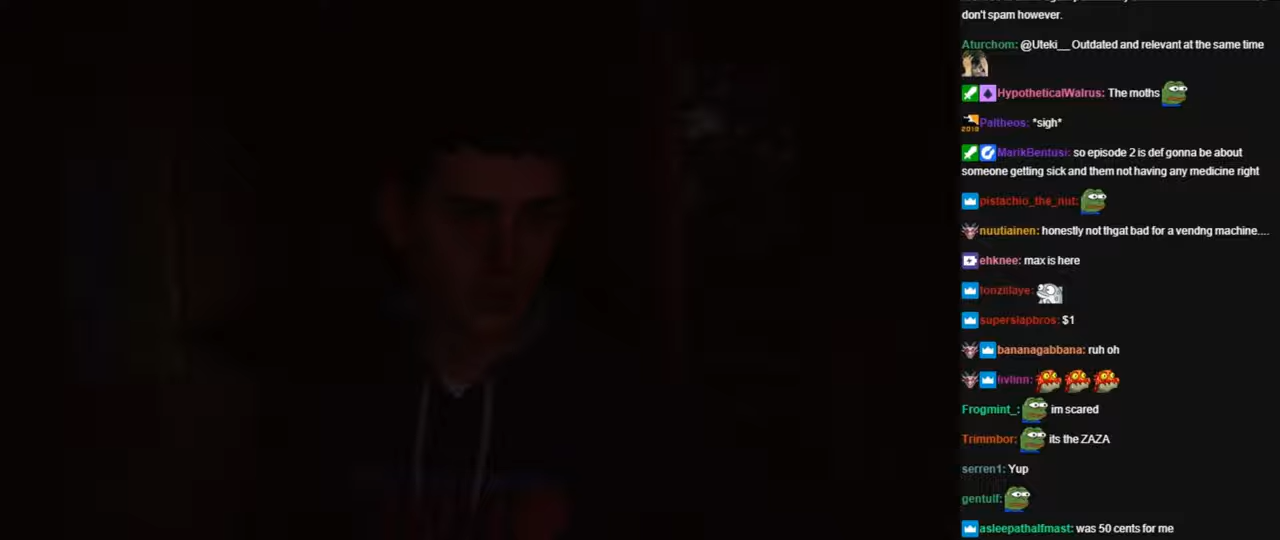 don't spam however.
Aturchom: @Uteki__ Outdated and relevant at the same time
HypotheticalWalrus: The moths
2018
Paltheos: *sigh*
MarikBentusi: so episode 2 is def gonna be about
someone getting sick and them not having any medicine right
pistachio_the_nut:
nuutiainen: honestly not thgat bad for a vendng machine....
ehknee: max is here
lonzillaye:
superslapbros: $1
bananagabbana: ruh oh
fivlinn:
Frogmint_: im scared
Trimmbor: its the ZAZA
serren1: Yup
gentulf:
asleepathalfmast: was 50 cents for me